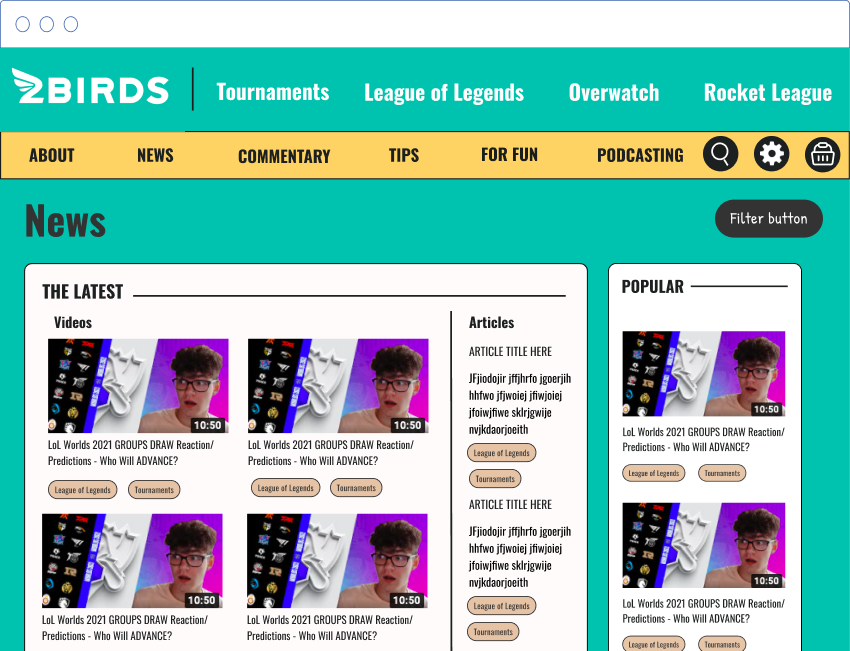 2BIRDS
Tournaments
League of Legends
Overwatch
Rocket League
ABOUT
NEWS
COMMENTARY
TIPS
FOR FUN
PODCASTING
News
Filter button
THE LATEST
Videos
10:50
LoL Worlds 2021 GROUPS DRAW Reaction/
Predictions - Who Will ADVANCE?
League of Legends
Tournaments
10:50
LoL Worlds 2021 GROUPS DRAW Reaction/
Predictions - Who Will ADVANCE?
League of Legends
Tournaments
10:50
LoL Worlds 2021 GROUPS DRAW Reaction/
Predictions - Who Will ADVANCE?
10:50
LoL Worlds 2021 GROUPS DRAW Reaction/
Predictions - Who Will ADVANCE?
Articles
ARTICLE TITLE HERE
JFjiodojir jffjhrfo jgoerjih
hhfwo jfjwoiej jfiwjoiej
jfoiwjfiwe sklrjgwije
nvjkdaorjoeith
League of Legends
Tournaments
ARTICLE TITLE HERE
JFjiodojir jffjhrfo jgoerjih
hhfwo jfjwoiej jfiwjoiej
jfoiwjfiwe sklrjgwije
nvjkdaorjoeith
League of Legends
Tournaments
POPULAR
10:50
LoL Worlds 2021 GROUPS DRAW Reaction/
Predictions - Who Will ADVANCE?
League of Legends
Tournaments
10:50
LoL Worlds 2021 GROUPS DRAW Reaction/
Predictions - Who Will ADVANCE?
League of Legends
Tournaments